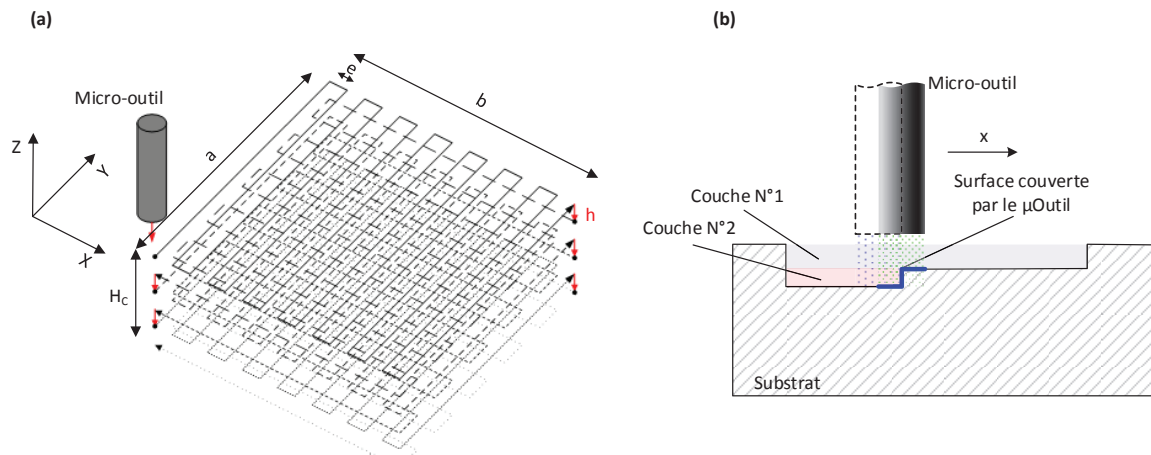 (a)
Micro-outil
Z
Y
X
a
e
b
h
H_C
(b)
Micro-outil
x
Couche N°1
Couche N°2
Surface couverte
par le µOutil
Substrat